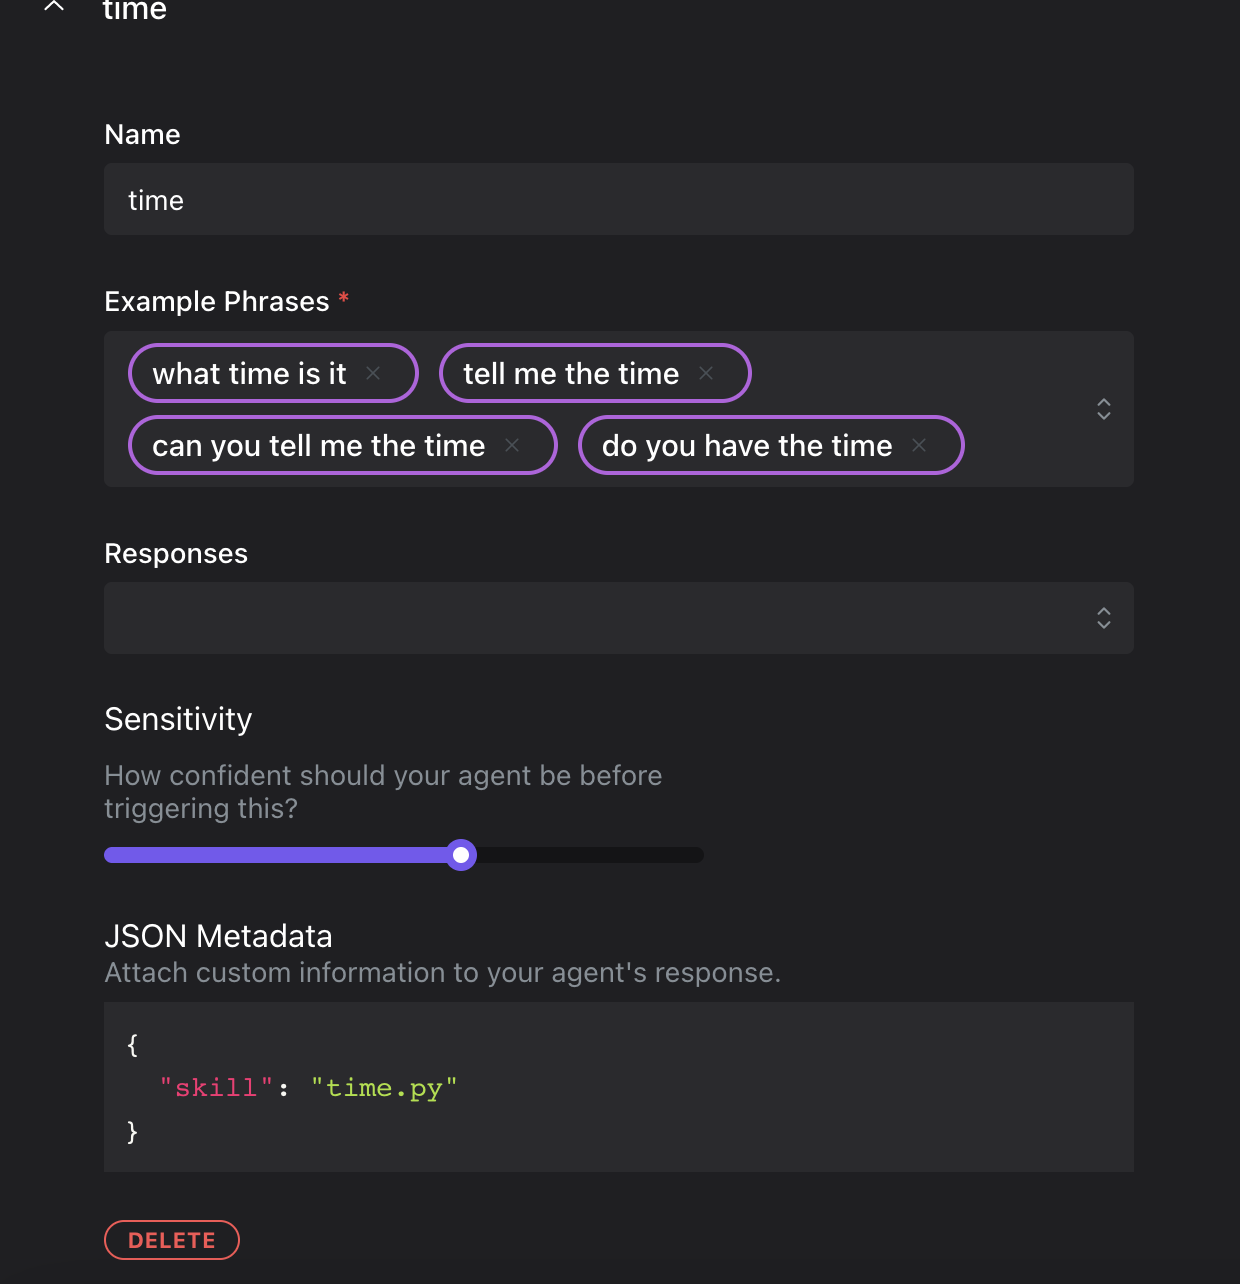 time
Name
time
Example Phrases *
what time is it × tell me the time ×
can you tell me the time × do you have the time ×
Responses
Sensitivity
How confident should your agent be before
triggering this?
JSON Metadata
Attach custom information to your agent's response.
{
"skill": "time.py"
}
DELETE